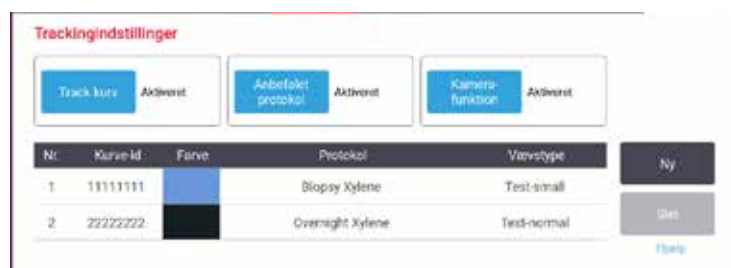 Trackingindstillinger
Track kurv Aktiveret
Anbefalet protokol Aktiveret
Kamera-funktion Aktiveret
Nr. Kurve-id Farve Protokol Vævstype
Ny
1 11111111 Biopsy Xylene Test-small
2 22222222 Overnight Xylene Test-normal
Slet
Hjælp